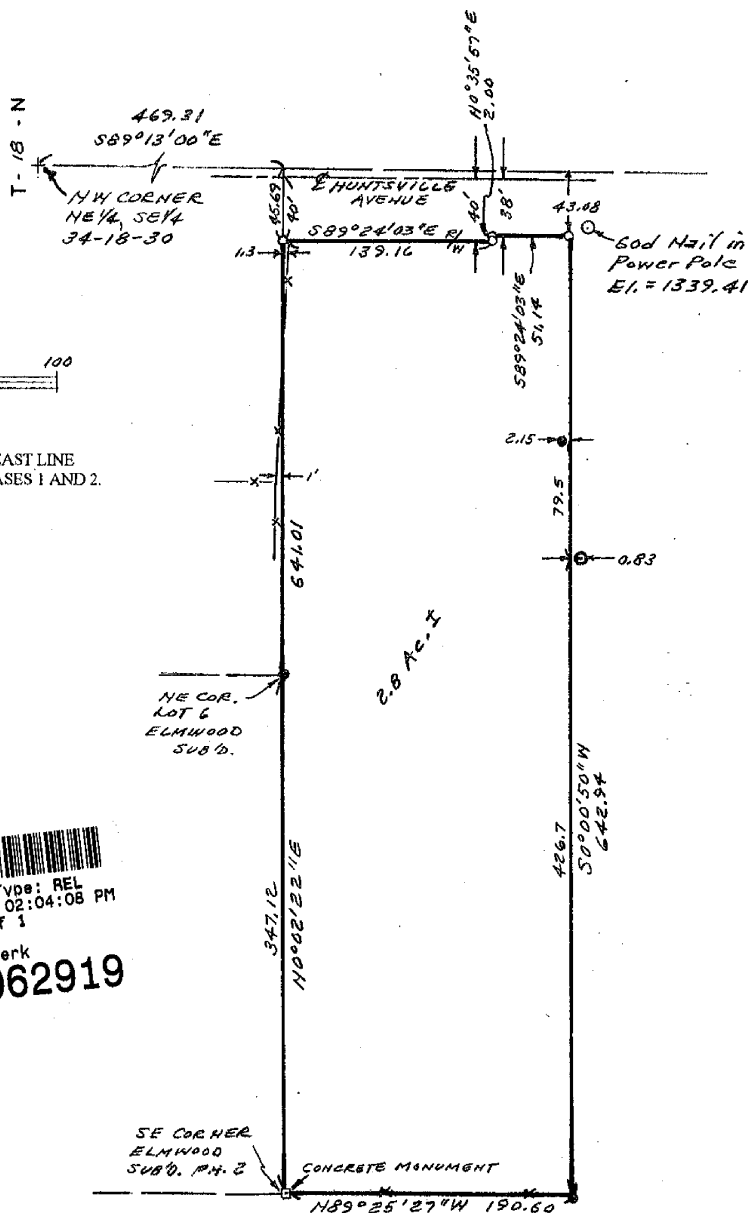 T-18-N
469.31
S89°13'00"E
NW CORNER
NE1/4, SE1/4
34-18-30
N0°35'57"E
2.00
℄ HUNTSVILLE
AVENUE
45.69
40'
40'
38'
43.08
S89°24'03"E R/W
139.16
60d Nail in
Power Pole
El. = 1339.41
1.3
S89°24'03"E
51.14
100
2.15
79.5
EAST LINE
ASES 1 AND 2.
1'
0.83
641.01
2.8 Ac. ±
NE COR.
LOT 6
ELMWOOD
SUB'D.
426.7
S0°00'50"W
642.94
Type: REL
02:04:08 PM
f 1
erk
062919
347.12
N0°02'22"E
SE CORNER
ELMWOOD
SUB'D. PH. 2
CONCRETE MONUMENT
N89°25'27"W 190.60